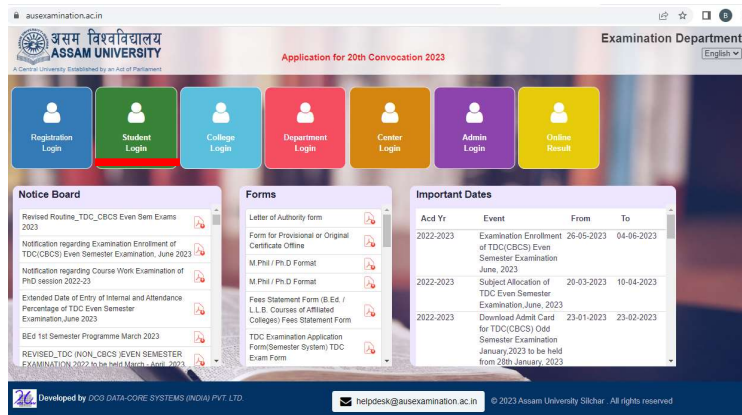 ausexamination.ac.in
B
असम विश्वविद्यालय
ASSAM UNIVERSITY
A Central University Established by an Act of Parliament
Application for 20th Convocation 2023
Examination Department
English
Registration
Login
Student
Login
College
Login
Department
Login
Center
Login
Admin
Login
Online
Result
Notice Board
Revised Routine_TDC_CBCS Even Sem Exams
2023
Notification regarding Examination Enrollment of
TDC(CBCS) Even Semester Examination, June 2023
Notification regarding Course Work Examination of
PhD session 2022-23
Extended Date of Entry of Internal and Attendance
Percentage of TDC Even Semester
Examination,June 2023
BEd 1st Semester Programme March 2023
REVISED_TDC (NON_CBCS )EVEN SEMESTER
EXAMINATION 2022 to be held March - April, 2023
Forms
Letter of Authority form
Form for Provisional or Original
Certificate Offline
M.Phil / Ph.D Format
M.Phil / Ph.D Format
Fees Statement Form (B.Ed. /
L.L.B. Courses of Affiliated
Colleges) Fees Statement Form
TDC Examination Application
Form(Semester System) TDC
Exam Form
Important Dates
Acd Yr Event From To
2022-2023 Examination Enrollment 26-05-2023 04-06-2023
of TDC(CBCS) Even
Semester Examination
June, 2023
2022-2023 Subject Allocation of 20-03-2023 10-04-2023
TDC Even Semester
Examination,June, 2023
2022-2023 Download Admit Card 23-01-2023 23-02-2023
for TDC(CBCS) Odd
Semester Examination
January,2023 to be held
from 28th January, 2023
Developed by DCG DATA-CORE SYSTEMS (INDIA) PVT. LTD.
helpdesk@ausexamination.ac.in
© 2023 Assam University Silchar . All rights reserved